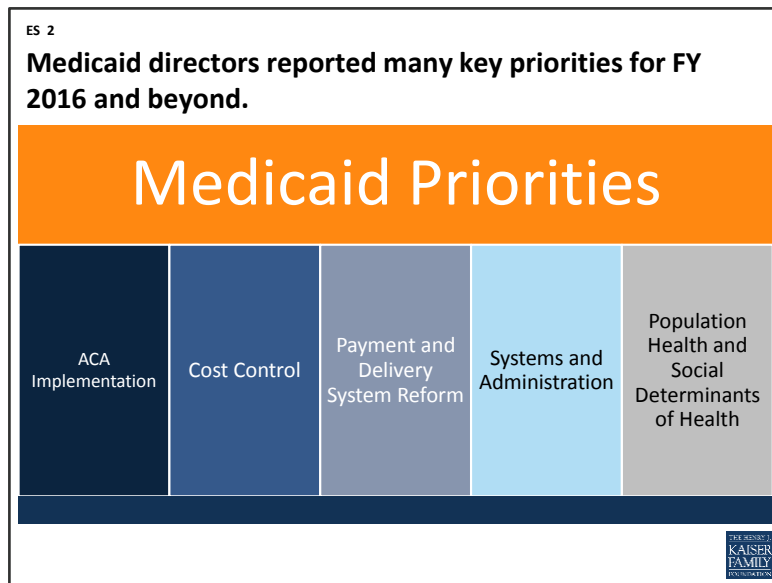 ES 2
Medicaid directors reported many key priorities for FY
2016 and beyond.
Medicaid Priorities
ACA
Implementation
Cost Control
Payment and
Delivery
System Reform
Systems and
Administration
Population
Health and
Social
Determinants
of Health
THE HENRY J.
KAISER
FAMILY
FOUNDATION